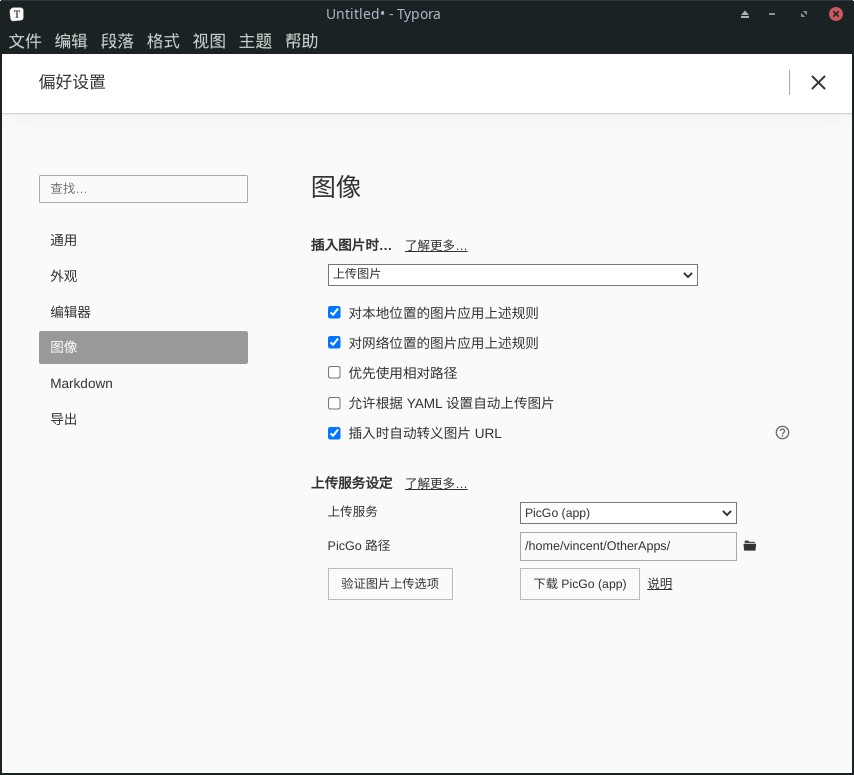 Untitled• - Typora
文件 编辑 段落 格式 视图 主题 帮助
偏好设置
查找…
通用
外观
编辑器
图像
Markdown
导出
图像
插入图片时… 了解更多…
上传图片
对本地位置的图片应用上述规则
对网络位置的图片应用上述规则
优先使用相对路径
允许根据 YAML 设置自动上传图片
插入时自动转义图片 URL
上传服务设定 了解更多…
上传服务 PicGo (app)
PicGo 路径 /home/vincent/OtherApps/
验证图片上传选项 下载 PicGo (app) 说明